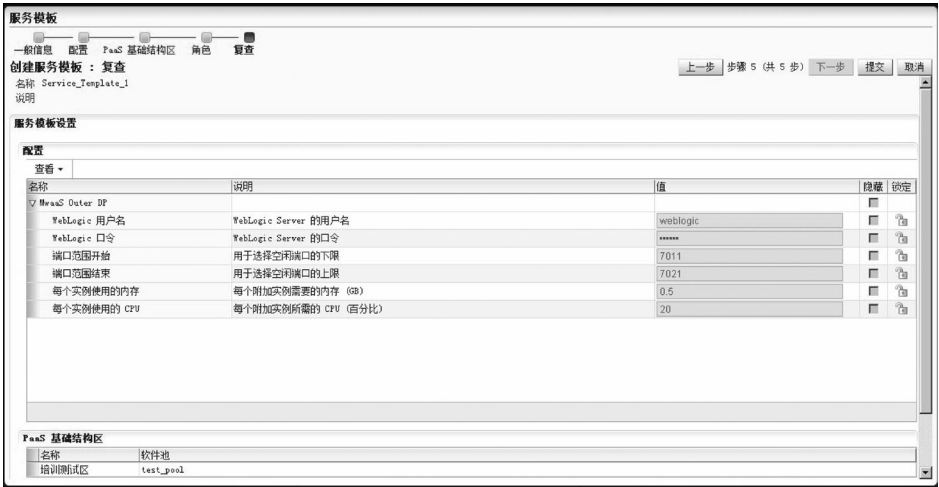 服务模板
一般信息 配置 PaaS 基础结构区 角色 复查
创建服务模板 : 复查 上一步 步骤 5 (共 5 步) 下一步 提交 取消
名称 Service_Template_1
说明
服务模板设置
配置
查看
名称 说明 值 隐藏 锁定
MwaaS Outer DP
WebLogic 用户名 WebLogic Server 的用户名 weblogic
WebLogic 口令 WebLogic Server 的口令 ••••••
端口范围开始 用于选择空闲端口的下限 7011
端口范围结束 用于选择空闲端口的上限 7021
每个实例使用的内存 每个附加实例需要的内存 (GB) 0.5
每个实例使用的 CPU 每个附加实例所需的 CPU (百分比) 20
PaaS 基础结构区
名称 软件池
培训测试区 test_pool